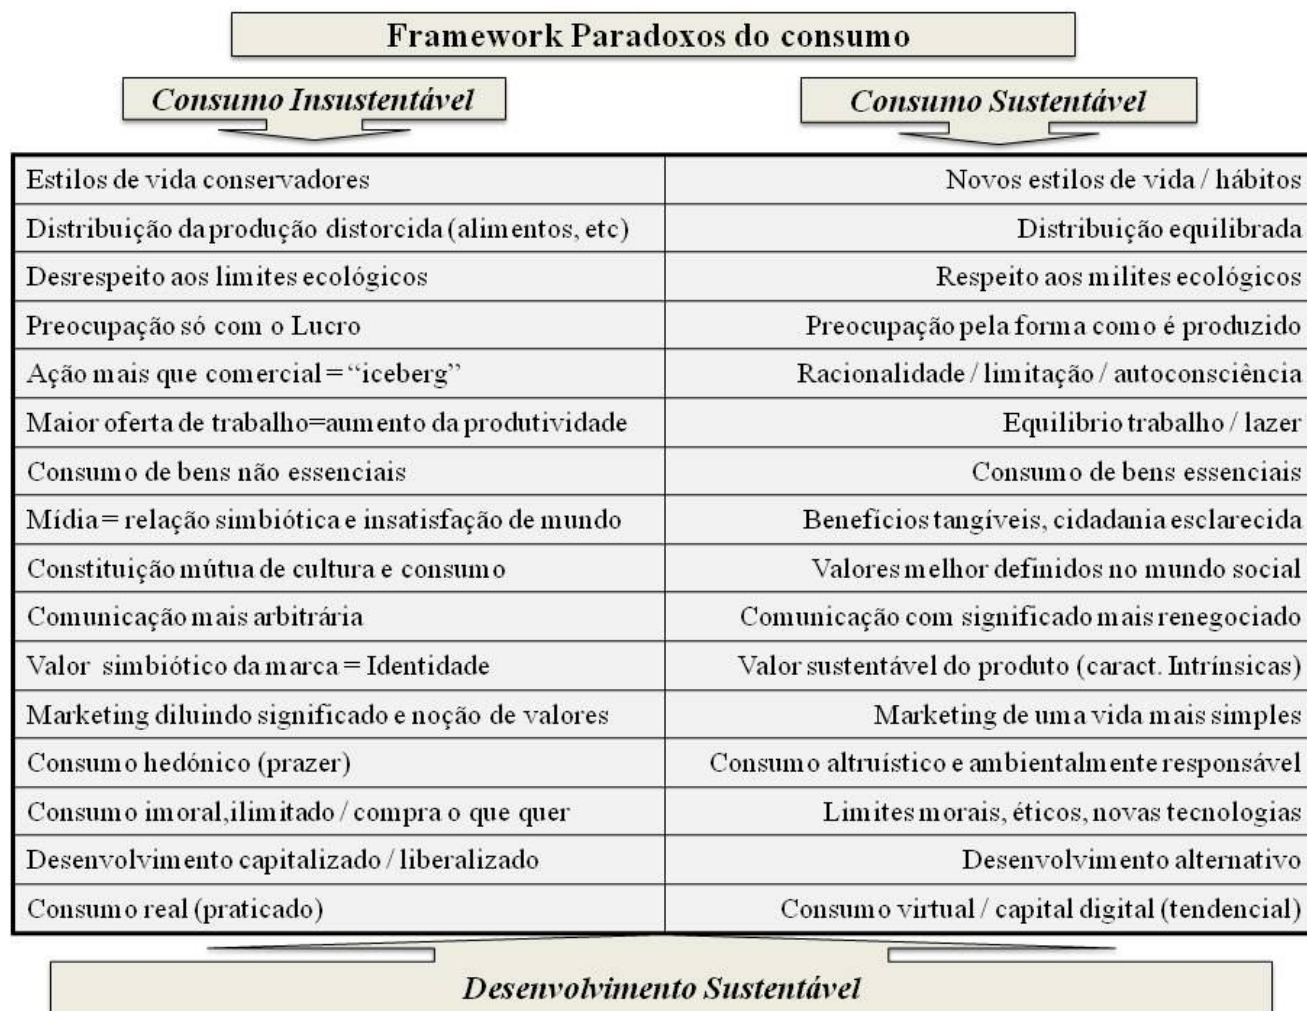 Framework Paradoxos do consumo
Consumo Insustentável
Consumo Sustentável
Estilos de vida conservadores
Novos estilos de vida / hábitos
Distribuição da produção distorcida (alimentos, etc)
Distribuição equilibrada
Desrespeito aos limites ecológicos
Respeito aos milites ecológicos
Preocupação só com o Lucro
Preocupação pela forma como é produzido
Ação mais que comercial = “iceberg”
Racionalidade / limitação / autoconsciência
Maior oferta de trabalho=aumento da produtividade
Equilibrio trabalho / lazer
Consumo de bens não essenciais
Consumo de bens essenciais
Mídia = relação simbiótica e insatisfação de mundo
Benefícios tangíveis, cidadania esclarecida
Constituição mútua de cultura e consumo
Valores melhor definidos no mundo social
Comunicação mais arbitrária
Comunicação com significado mais renegociado
Valor simbiótico da marca = Identidade
Valor sustentável do produto (caract. Intrínsicas)
Marketing diluindo significado e noção de valores
Marketing de uma vida mais simples
Consumo hedónico (prazer)
Consumo altruístico e ambientalmente responsável
Consumo imoral,ilimitado / compra o que quer
Limites morais, éticos, novas tecnologias
Desenvolvimento capitalizado / liberalizado
Desenvolvimento alternativo
Consumo real (praticado)
Consumo virtual / capital digital (tendencial)
Desenvolvimento Sustentável